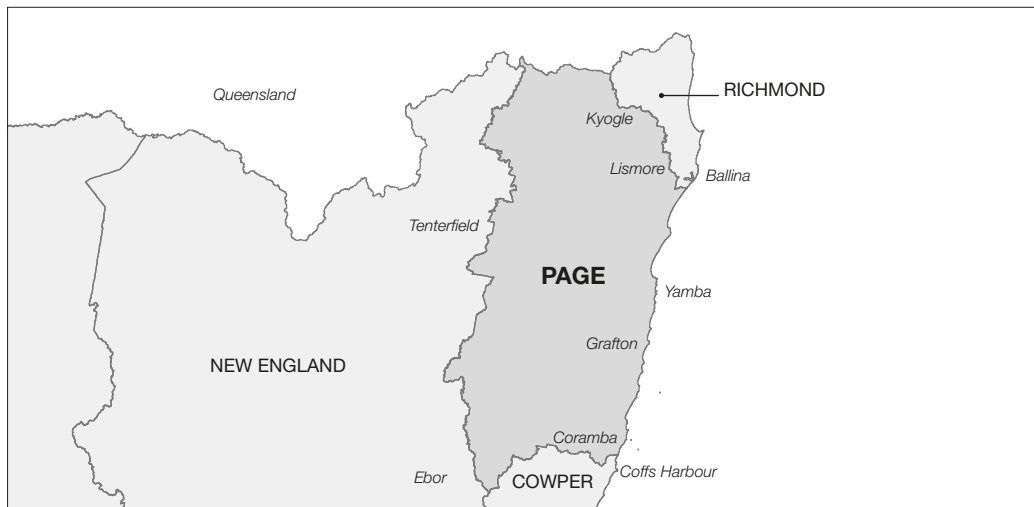 Queensland
RICHMOND
Kyogle
Lismore
Ballina
Tenterfield
PAGE
Yamba
Grafton
NEW ENGLAND
Coramba
Ebor
COWPER
Coffs Harbour